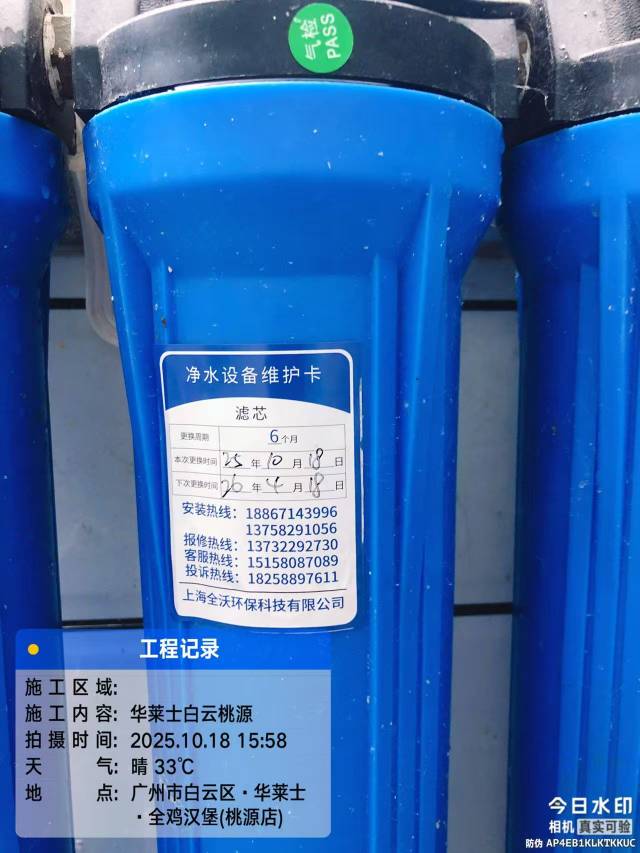 气检
PASS
净水设备维护卡
滤芯
更换周期 6个月
本次更换时间 25年10月18日
下次更换时间 26年4月18日
安装热线：18867143996
13758291056
报修热线：13732292730
客服热线：15158087089
投诉热线：18258897611
上海全沃环保科技有限公司
工程记录
施工区域:
施工内容: 华莱士白云桃源
拍摄时间: 2025.10.18 15:58
天气: 晴 33℃
地点: 广州市白云区·华莱士
·全鸡汉堡(桃源店)
今日水印
相机 真实可验
防伪 AP4EB1KLKTKKUC